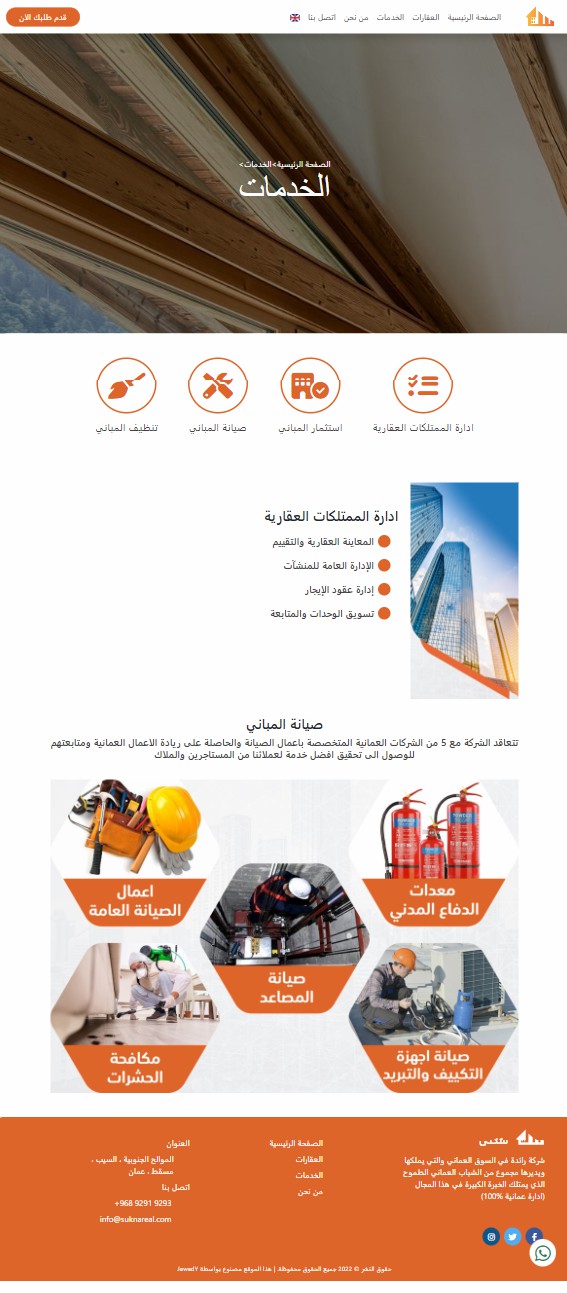 الصفحة الرئيسية
العقارات
الخدمات
من نحن
اتصل بنا
قدم طلبك الان
الصفحة الرئيسية>الخدمات>
الخدمات
ادارة الممتلكات العقارية
استثمار المباني
صيانة المباني
تنظيف المباني
ادارة الممتلكات العقارية
المعاينة العقارية والتقييم
الإدارة العامة للمنشآت
إدارة عقود الإيجار
تسويق الوحدات والمتابعة
صيانة المباني
تتعاقد الشركة مع 5 من الشركات العمانية المتخصصة باعمال الصيانة والحاصلة على ريادة الاعمال العمانية ومتابعتهم
للوصول الى تحقيق افضل خدمة لعملائنا من المستاجرين والملاك
معدات
الدفاع المدني
اعمال
الصيانة العامة
صيانة
المصاعد
صيانة اجهزة
التكييف والتبريد
مكافحة
الحشرات
شركة رائدة في السوق العماني والتي يملكها
ويديرها مجموع من الشباب العماني الطموح
الذي يمتلك الخبرة الكبيرة في هذا المجال
(ادارة عمانية 100%)
الصفحة الرئيسية
العقارات
الخدمات
من نحن
العنوان
الموالح الجنوبية ، السيب ،
مسقط ، عمان
اتصل بنا
+968 9291 9293
info@suknareal.com
حقوق النشر © 2022 جميع الحقوق محفوظة. | هذا الموقع مصنوع بواسطة JawadY